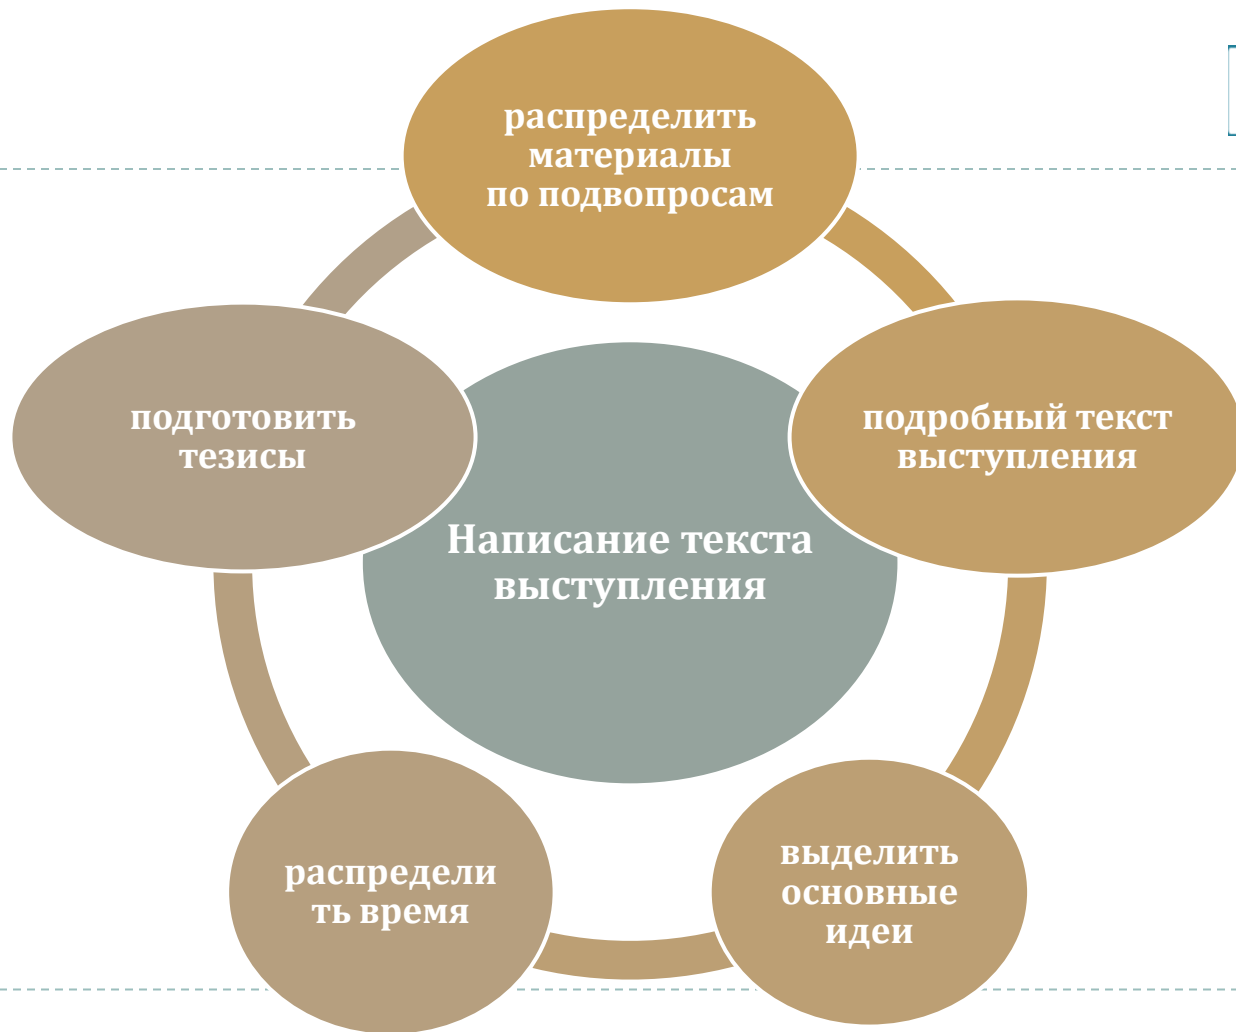 распределить
материалы
по подвопросам
подготовить
тезисы
подробный текст
выступления
Написание текста
выступления
распредели
ть время
выделить
основные
идеи